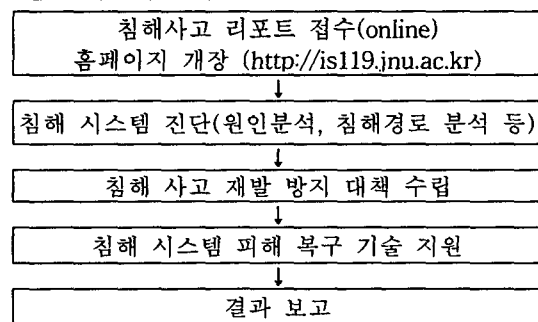 침해사고 리포트 접수(online)
홈페이지 개장 (http://is119.jnu.ac.kr)
침해 시스템 진단(원인분석, 침해경로 분석 등)
침해 사고 재발 방지 대책 수립
침해 시스템 피해 복구 기술 지원
결과 보고